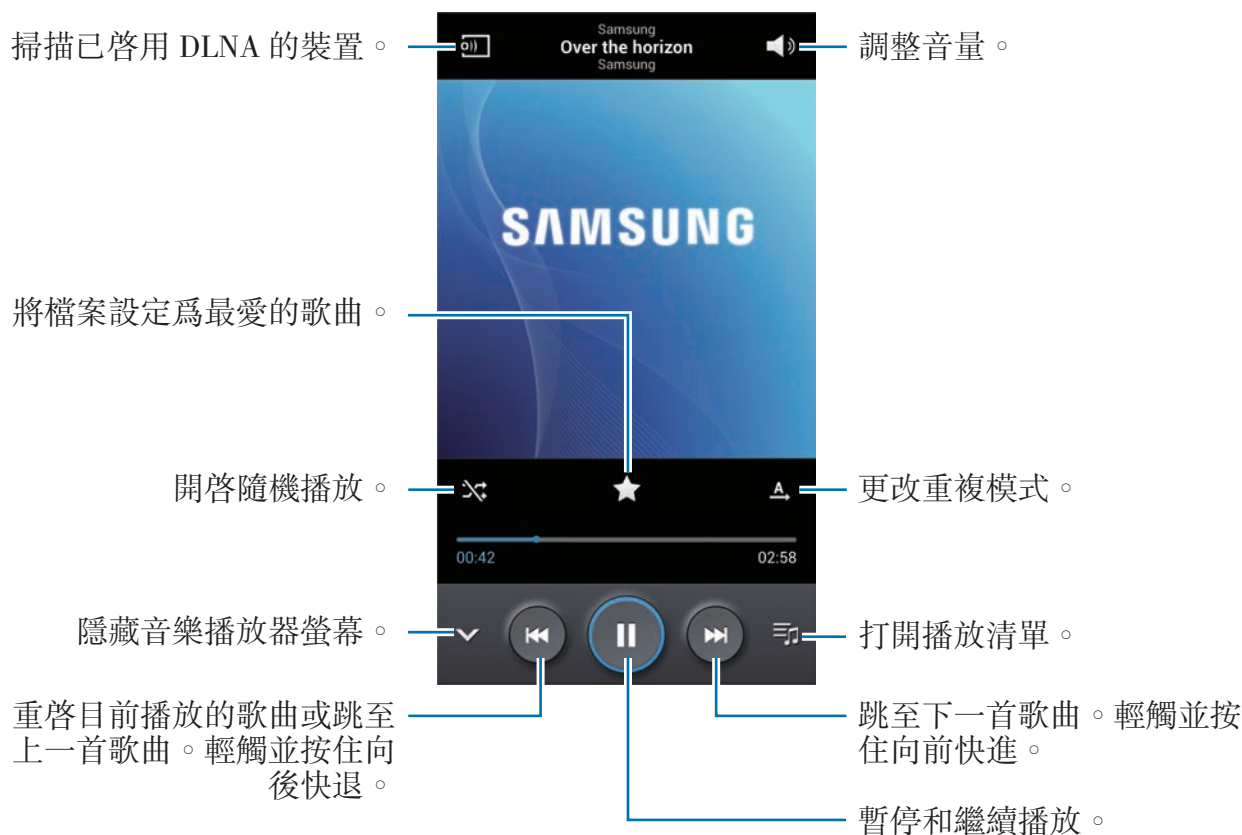 掃描已啓用 DLNA 的裝置。
Samsung
Over the horizon
Samsung
調整音量。
SAMSUNG
將檔案設定爲最愛的歌曲。
開啓隨機播放。
A
更改重複模式。
00:42
02:58
隱藏音樂播放器螢幕。
打開播放清單。
重啓目前播放的歌曲或跳至
上一首歌曲。輕觸並按住向
後快退。
跳至下一首歌曲。輕觸並按
住向前快進。
暫停和繼續播放。